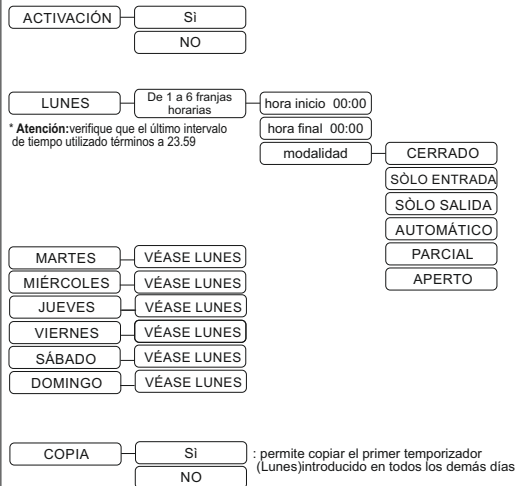 ACTIVACIÓN Sì
NO
LUNES De 1 a 6 franjas horarias hora inicio 00:00
* Atención:verifique que el último intervalo
de tiempo utilizado términos a 23.59
hora final 00:00
modalidad CERRADO
SÒLO ENTRADA
SÒLO SALIDA
AUTOMÁTICO
PARCIAL
APERTO
MARTES VÉASE LUNES
MIÉRCOLES VÉASE LUNES
JUEVES VÉASE LUNES
VIERNES VÉASE LUNES
SÁBADO VÉASE LUNES
DOMINGO VÉASE LUNES
COPIA Sì : permite copiar el primer temporizador
(Lunes)introducido en todos los demás días
NO